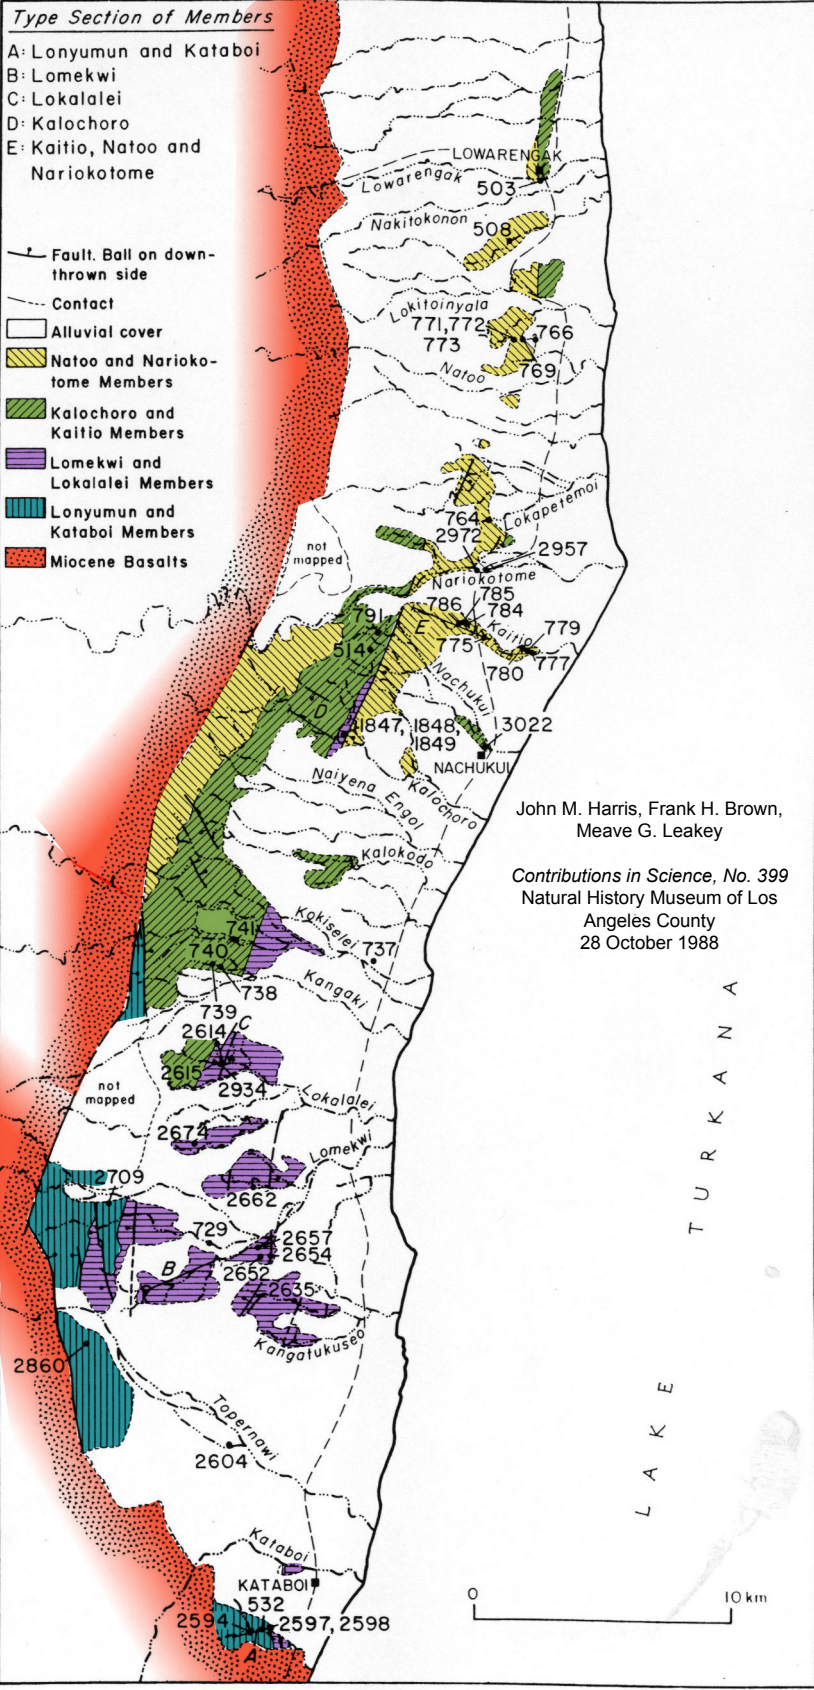 Type Section of Members
A: Lonyumun and Kataboi
B: Lomekwi
C: Lokalalei
D: Kalochoro
E: Kaitio, Natoo and
Nariokotome
Fault. Ball on down-
thrown side
Contact
Alluvial cover
Natoo and Narioko-
tome Members
Kalochoro and
Kaitio Members
Lomekwi and
Lokalalei Members
Lonyumun and
Kataboi Members
Miocene Basalts
LOWARENGAK
Lowarengak
503
Nakitokonon
508
Lokitoinyala
771,772
773
766
769
Natoo
764
Lokapetemoi
2972
2957
not
mapped
Nariokotome
785
786
784
791
E
Kaitio
779
514
775
777
780
Nachukui
D
1847, 1848,
1849
3022
NACHUKUI
Naiyena Engol
Kalochoro
John M. Harris, Frank H. Brown,
Meave G. Leakey
Contributions in Science, No. 399
Natural History Museum of Los
Angeles County
28 October 1988
Kalokodo
Kokiselei
741
740
737
738
Kangaki
739
2614
C
2615
2934
not
mapped
Lokalalei
2674
Lomekwi
2709
2662
729
2657
2654
B
2652
2635
Kangatukuseo
2860
Topernawi
2604
LAKE TURKANA
Kataboi
KATABOI
532
2594
2597, 2598
A
0
10 km